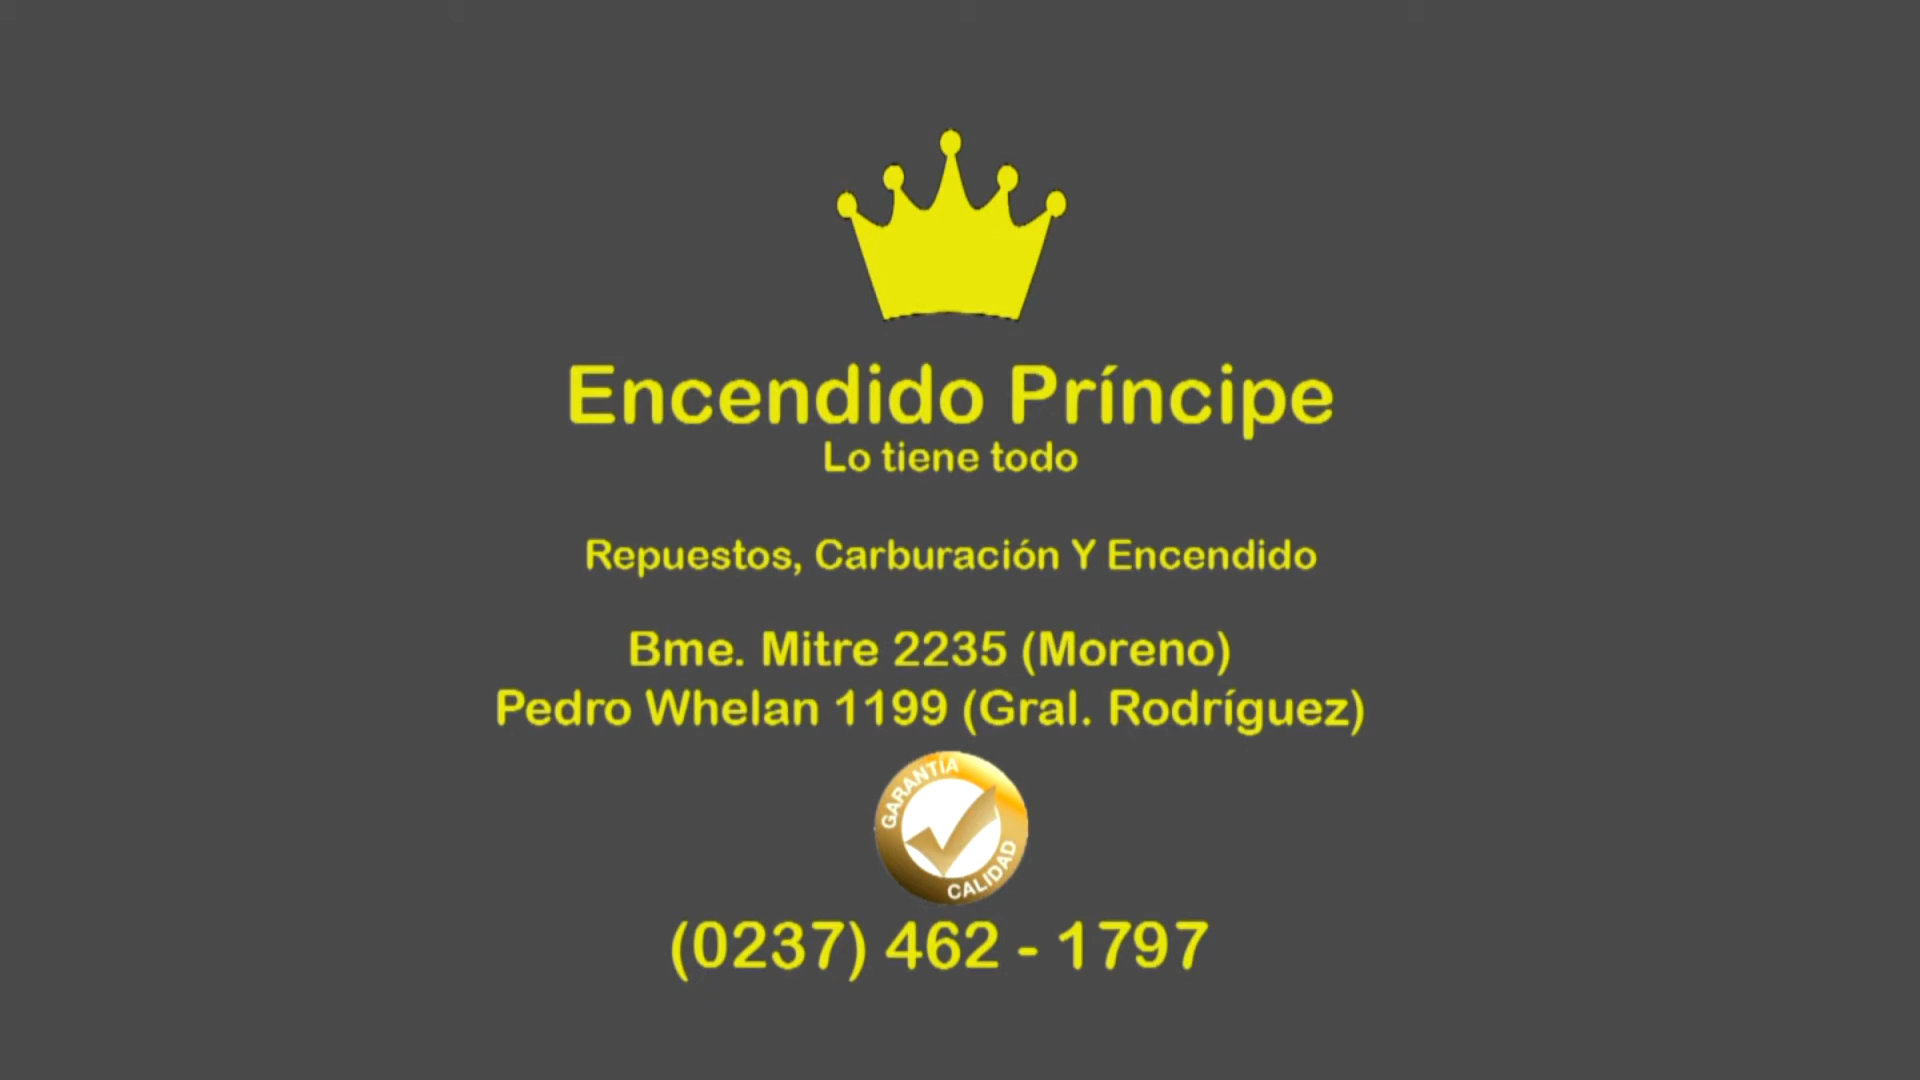 Encendido Príncipe
Lo tiene todo
Repuestos, Carburación Y Encendido
Bme. Mitre 2235 (Moreno)
Pedro Whelan 1199 (Gral. Rodríguez)
GARANTÍA
CALIDAD
(0237) 462 - 1797